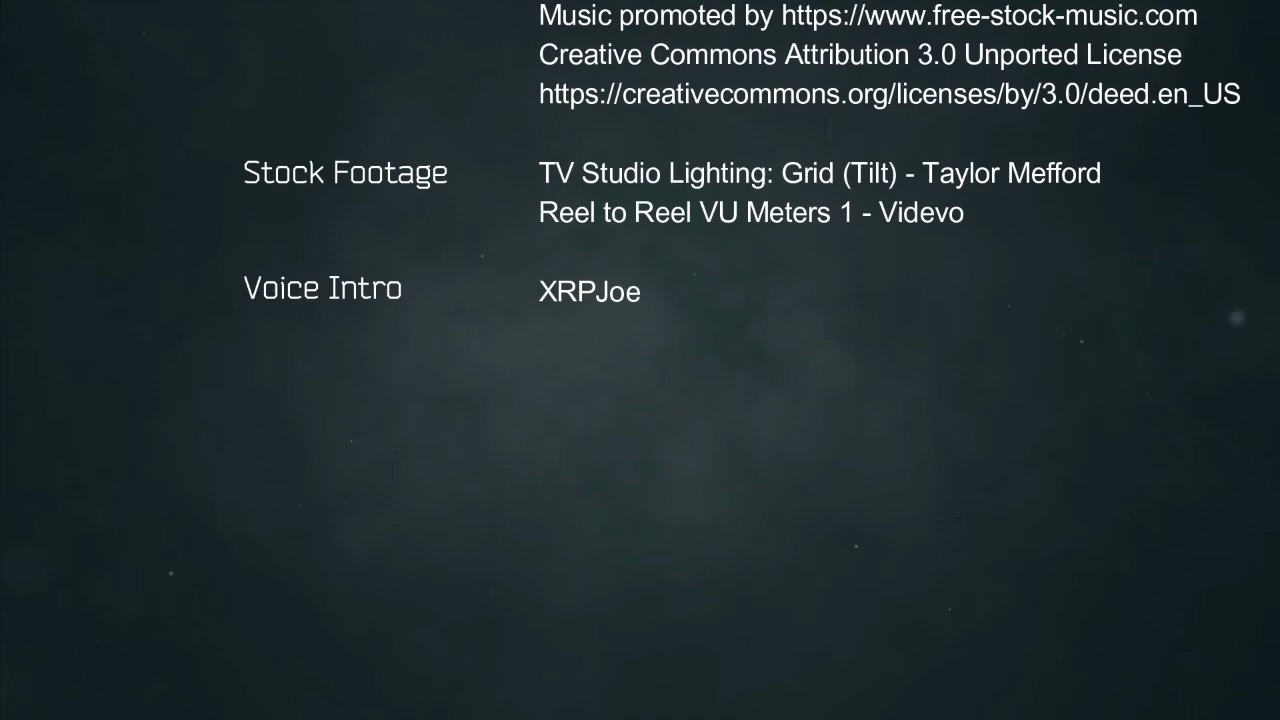 Music promoted by https://www.free-stock-music.com
Creative Commons Attribution 3.0 Unported License
https://creativecommons.org/licenses/by/3.0/deed.en_US
Stock Footage TV Studio Lighting: Grid (Tilt) - Taylor Mefford
Reel to Reel VU Meters 1 - Videvo
Voice Intro XRPJoe